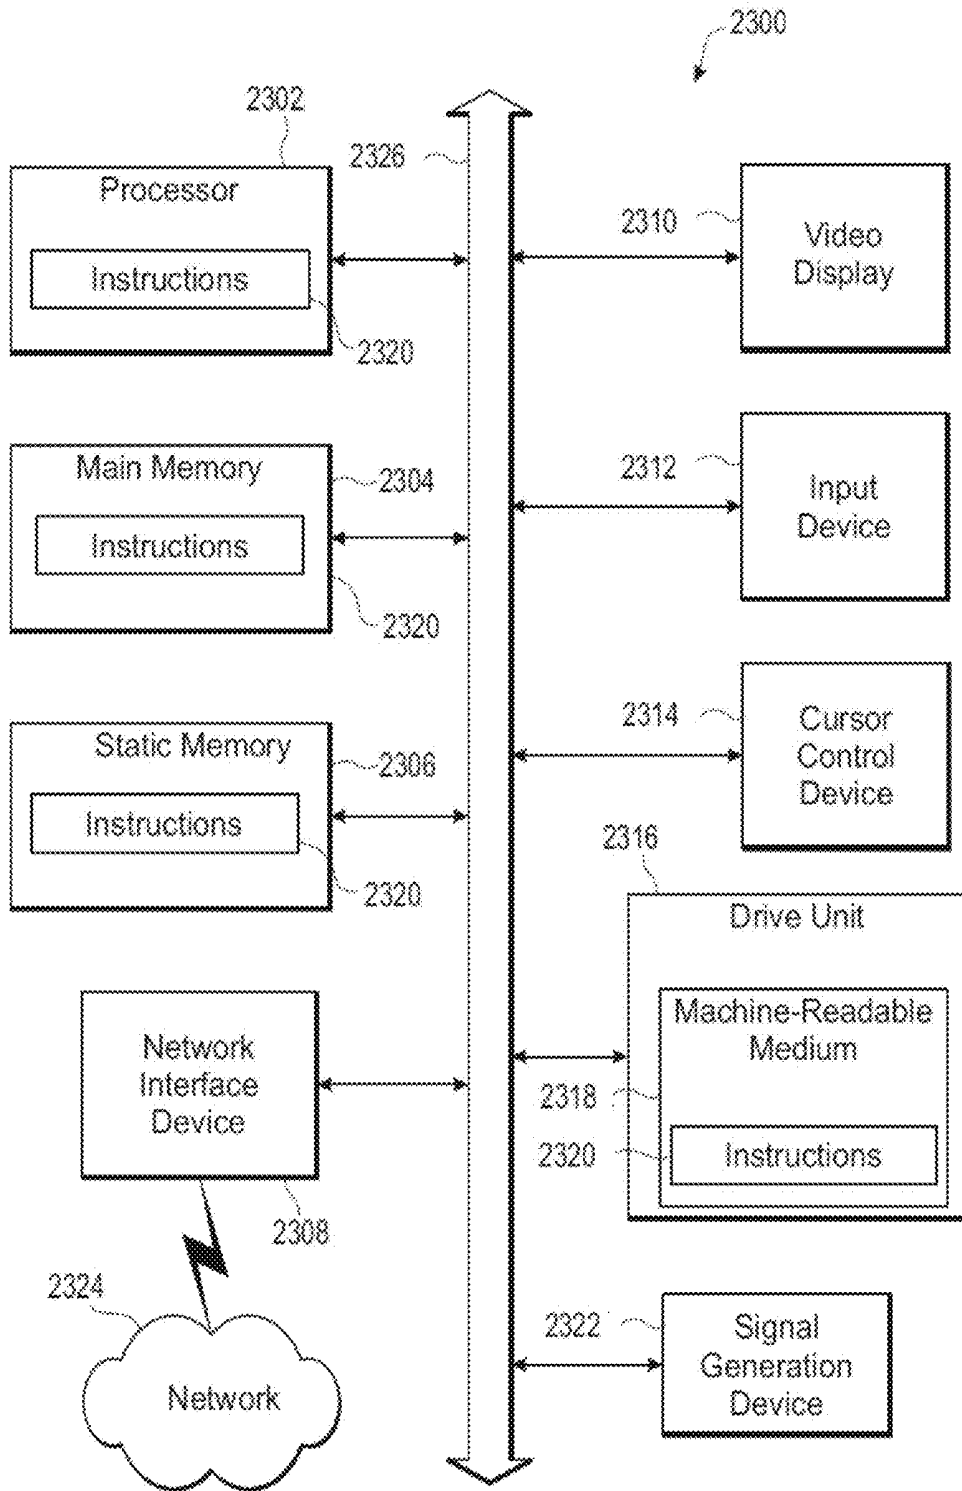 2300
2302
Processor
Instructions
2320
2326
2310
Video
Display
Main Memory
2304
Instructions
2320
2312
Input
Device
Static Memory
2306
Instructions
2320
2314
Cursor
Control
Device
2316
Drive Unit
Machine-Readable
Medium
2318
2320
Instructions
Network
Interface
Device
2308
2324
Network
2322
Signal
Generation
Device